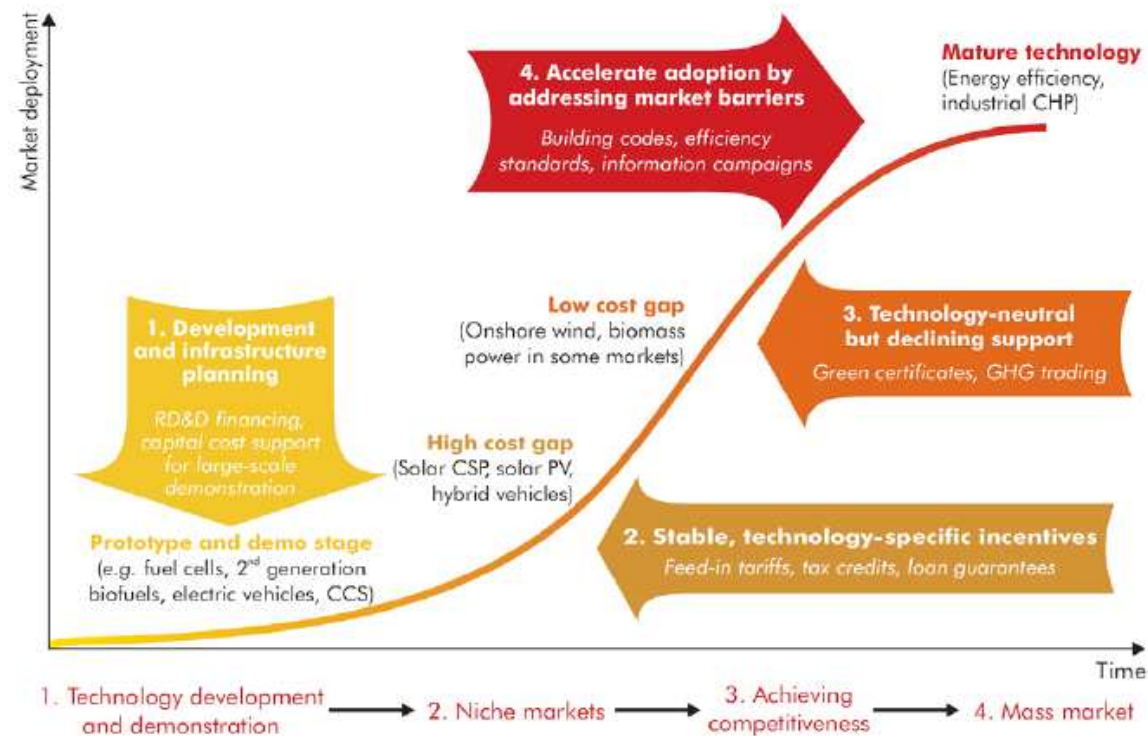 Market deployment
4. Accelerate adoption by
addressing market barriers
Building codes, efficiency
standards, information campaigns
Mature technology
(Energy efficiency,
industrial CHP)
1. Development
and infrastructure
planning
RD&D financing,
capital cost support
for large-scale
demonstration
Low cost gap
(Onshore wind, biomass
power in some markets)
3. Technology-neutral
but declining support
Green certificates, GHG trading
High cost gap
(Solar CSP, solar PV,
hybrid vehicles)
2. Stable, technology-specific incentives
Feed-in tariffs, tax credits, loan guarantees
Prototype and demo stage
(e.g. fuel cells, 2nd generation
biofuels, electric vehicles, CCS)
Time
1. Technology development
and demonstration
2. Niche markets
3. Achieving
competitiveness
4. Mass market